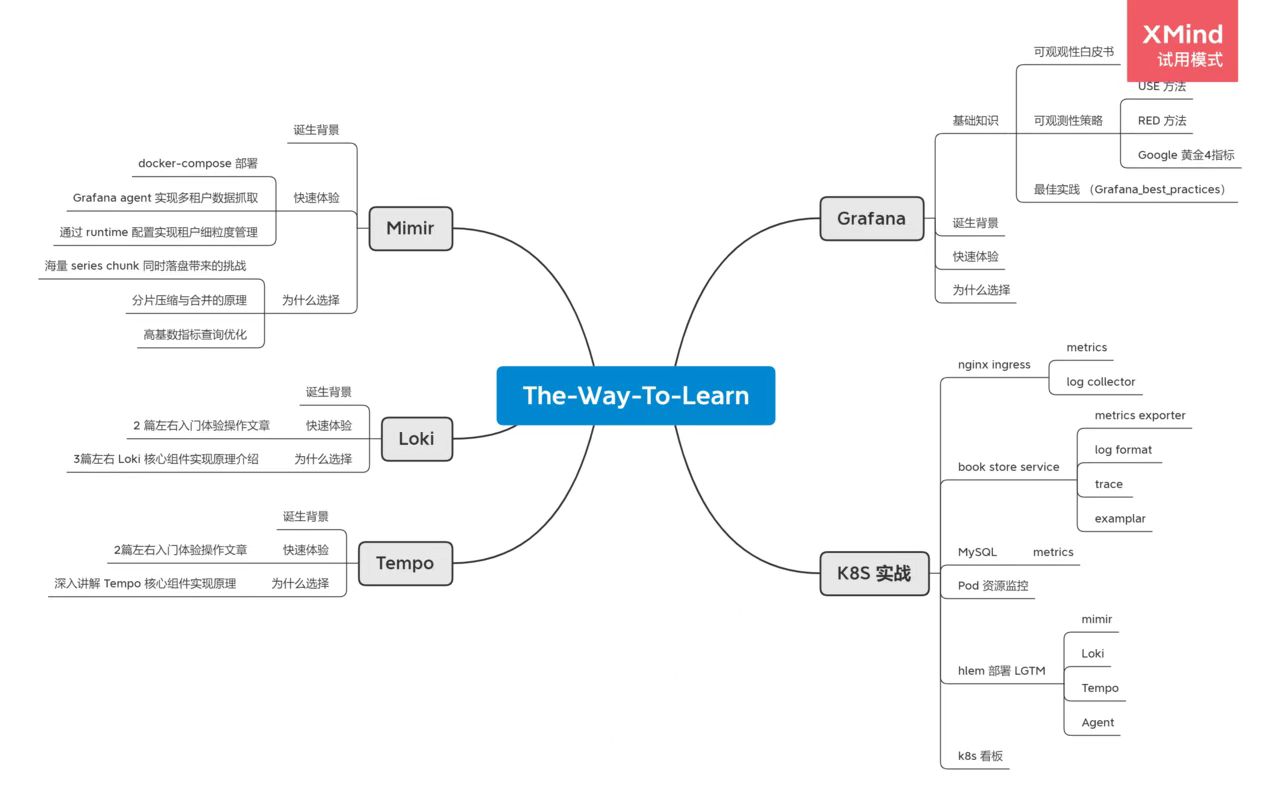 XMind
试用模式
The-Way-To-Learn
Grafana
基础知识
可观观性白皮书
可观测性策略
USE 方法
RED 方法
Google 黄金4指标
最佳实践 （Grafana_best_practices）
诞生背景
快速体验
为什么选择
K8S 实战
nginx ingress
metrics
log collector
book store service
metrics exporter
log format
trace
examplar
MySQL
metrics
Pod 资源监控
hlem 部署 LGTM
mimir
Loki
Tempo
Agent
k8s 看板
Mimir
诞生背景
快速体验
docker-compose 部署
Grafana agent 实现多租户数据抓取
通过 runtime 配置实现租户细粒度管理
为什么选择
海量 series chunk 同时落盘带来的挑战
分片压缩与合并的原理
高基数指标查询优化
Loki
诞生背景
快速体验
2 篇左右入门体验操作文章
为什么选择
3篇左右 Loki 核心组件实现原理介绍
Tempo
诞生背景
快速体验
2篇左右入门体验操作文章
为什么选择
深入讲解 Tempo 核心组件实现原理